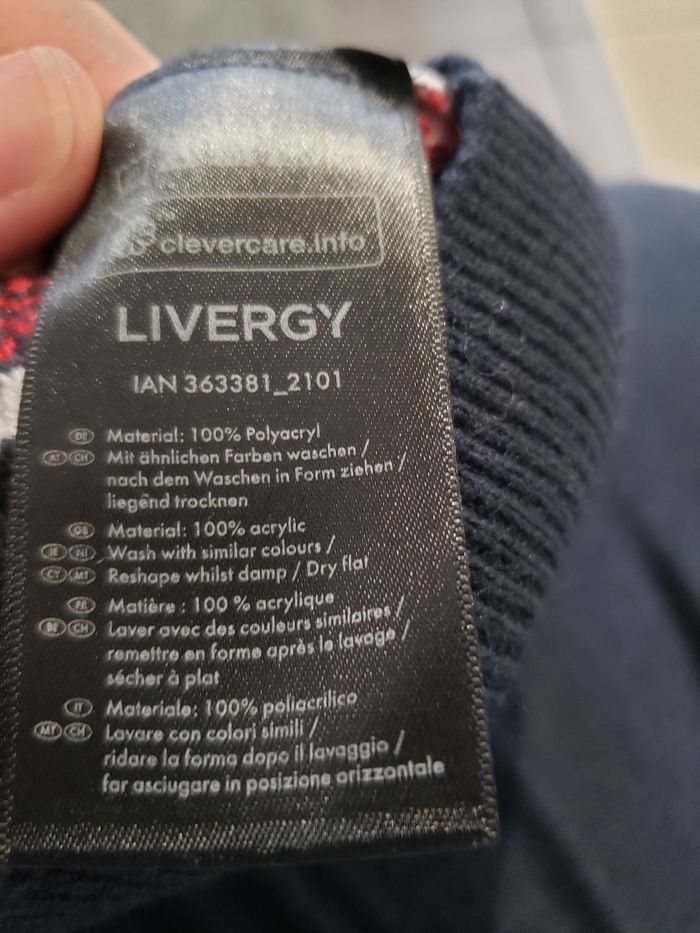 clevercare.info
LIVERGY
IAN 363381_2101
DE Material: 100% Polyacryl
AT CH Mit ähnlichen Farben waschen /
nach dem Waschen in Form ziehen /
liegend trocknen
GB Material: 100% acrylic
IE NI Wash with similar colours /
CY MT Reshape whilst damp / Dry flat
FR Matière : 100 % acrylique
BE CH Laver avec des couleurs similaires /
remettre en forme après le lavage /
sécher à plat
IT Materiale: 100% poliacrilico
MT CH Lavare con colori simili /
ridare la forma dopo il lavaggio /
far asciugare in posizione orizzontale